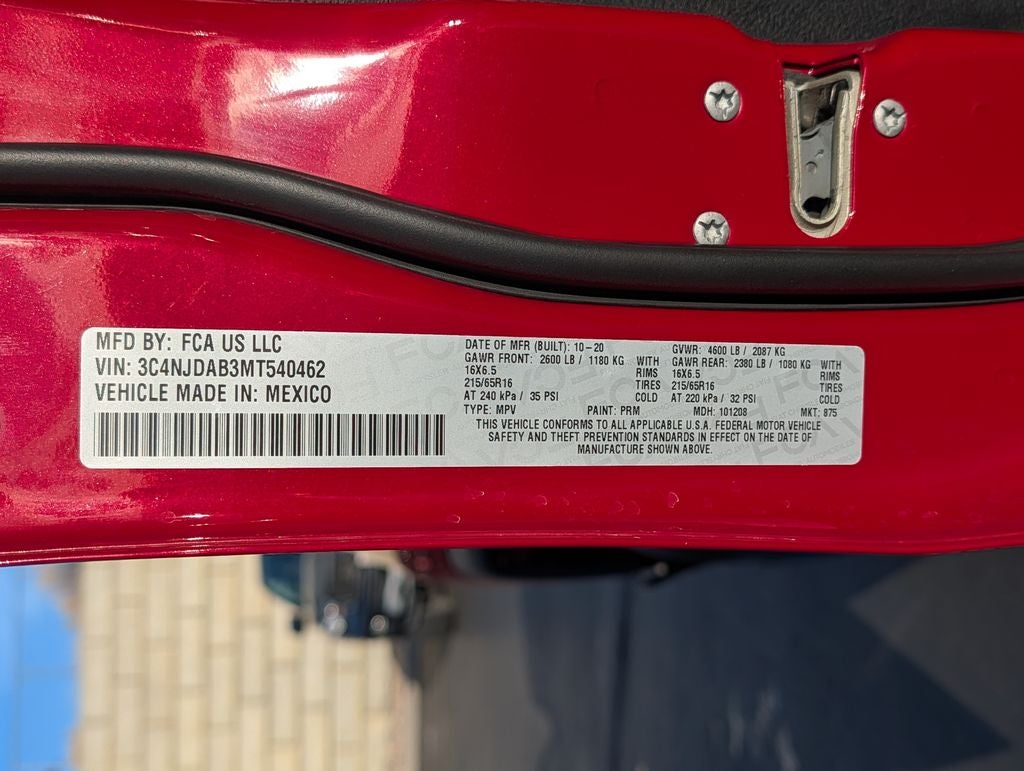 MFD BY: FCA US LLC
VIN: 3C4NJDAB3MT540462
VEHICLE MADE IN: MEXICO
DATE OF MFR (BUILT): 10-20
GVWR: 4600 LB / 2087 KG
GAWR FRONT: 2600 LB / 1180 KG WITH
16X6.5 RIMS
215/65R16 TIRES
AT 240 kPa / 35 PSI COLD
GAWR REAR: 2380 LB / 1080 KG WITH
16X6.5 RIMS
215/65R16 TIRES
AT 220 kPa / 32 PSI COLD
TYPE: MPV PAINT: PRM MDH: 101208 MKT: 875
THIS VEHICLE CONFORMS TO ALL APPLICABLE U.S.A. FEDERAL MOTOR VEHICLE
SAFETY AND THEFT PREVENTION STANDARDS IN EFFECT ON THE DATE OF
MANUFACTURE SHOWN ABOVE.